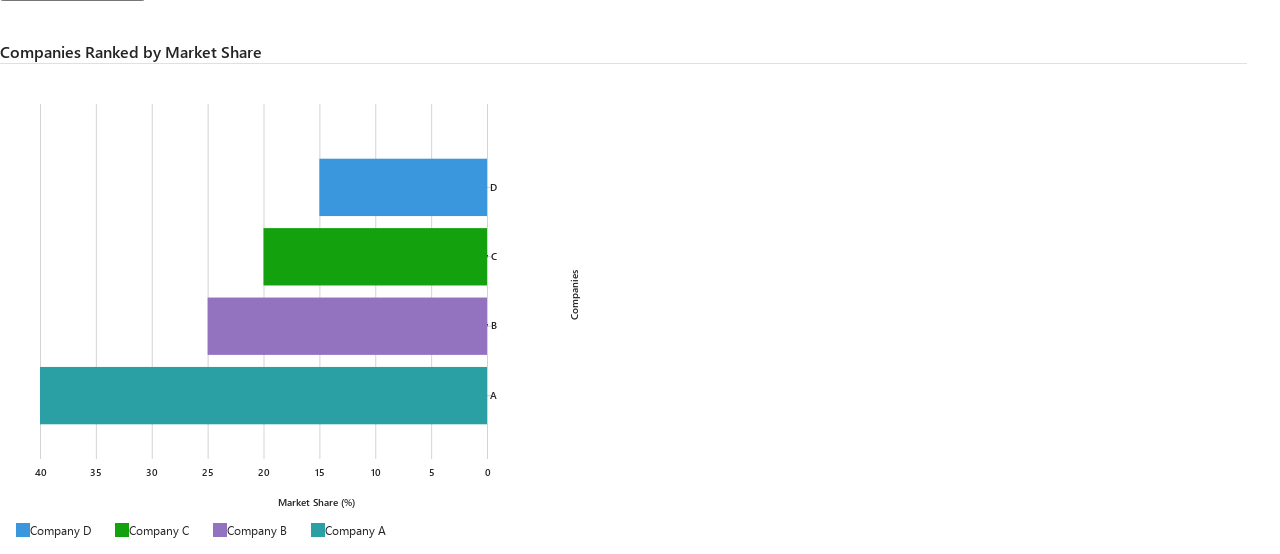 Companies Ranked by Market Share
D
C
B
A
Companies
40 35 30 25 20 15 10 5 0
Market Share (%)
Company D Company C Company B Company A